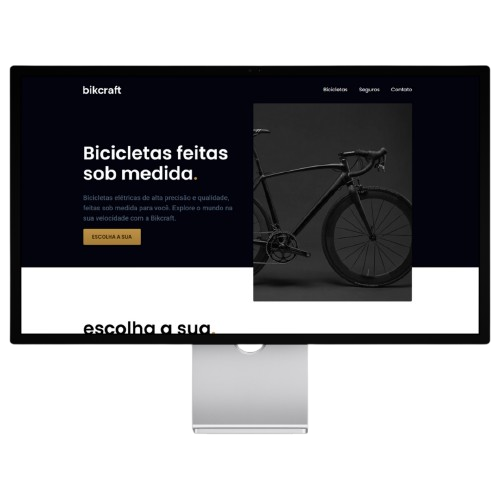 bikcraft
Bicicletas Seguros Contato
Bicicletas feitas
sob medida.
Bicicletas elétricas de alta precisão e qualidade,
feitas sob medida para você. Explore o mundo na
sua velocidade com a Bikcraft.
ESCOLHA A SUA
escolha a sua.